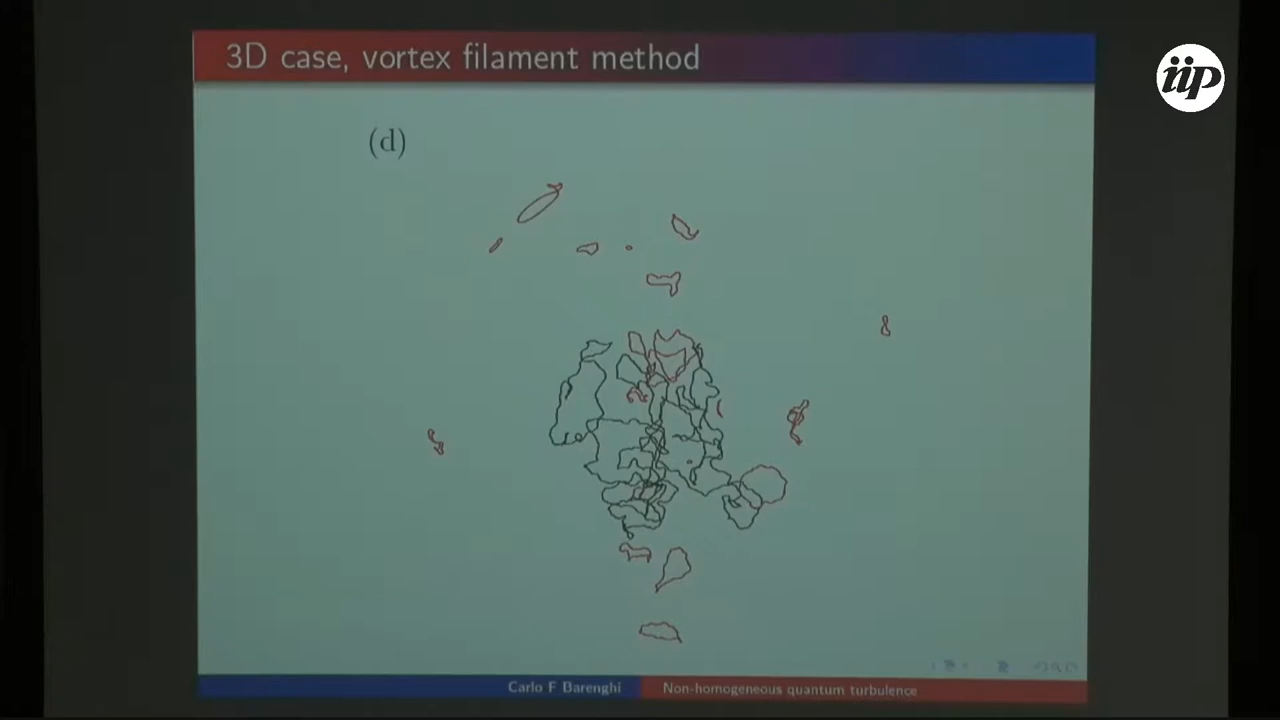 3D case, vortex filament method
iip
(d)
Carlo F Barenghi
Non-homogeneous quantum turbulence